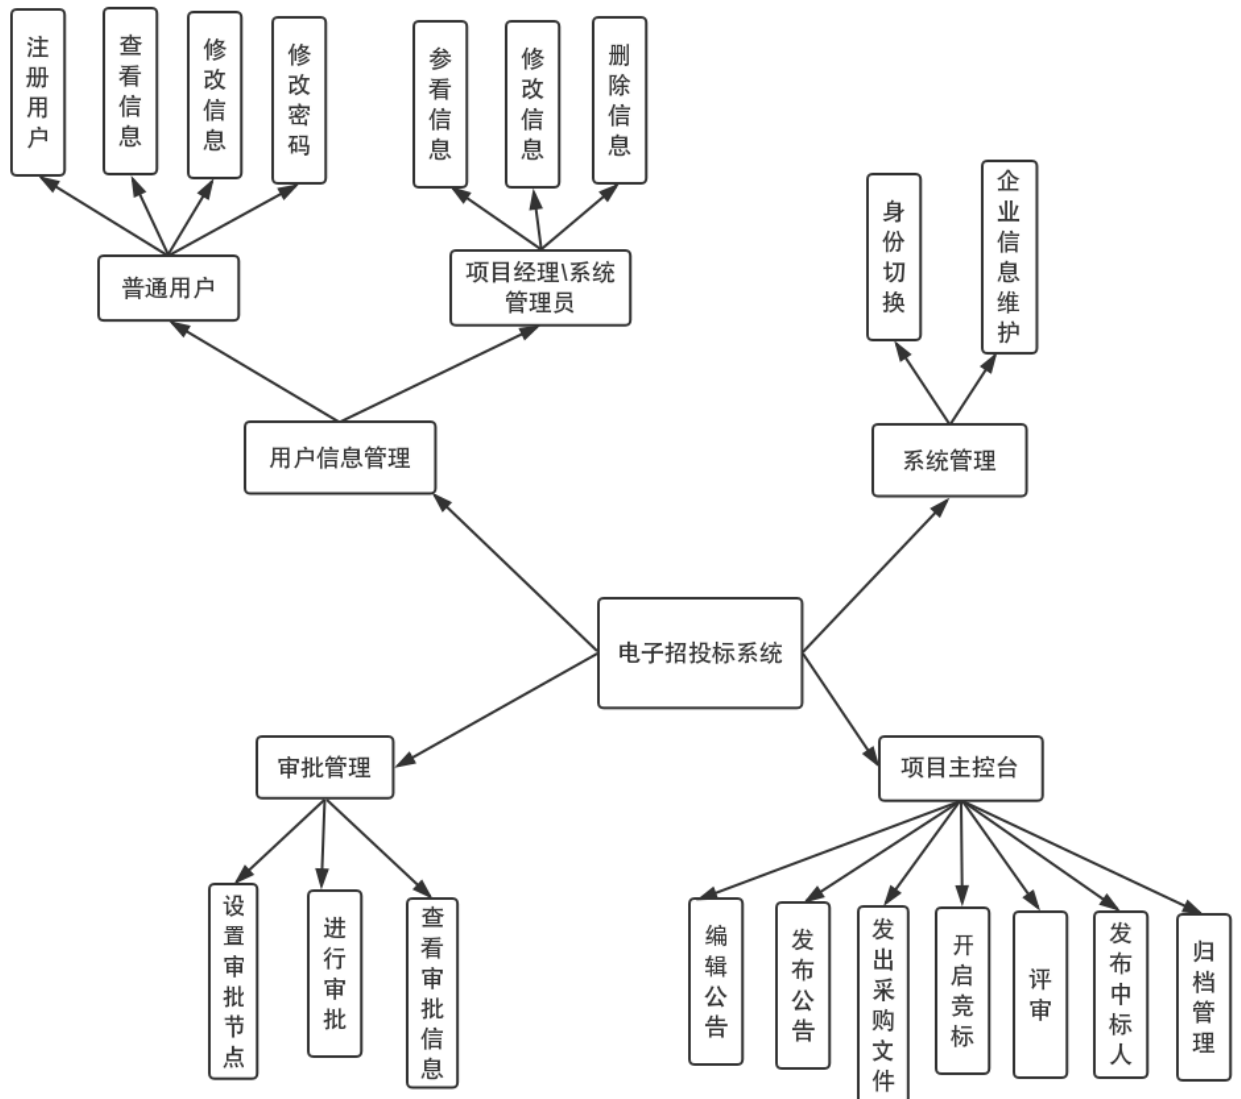 注册用户
查看信息
修改信息
修改密码
参看信息
修改信息
删除信息
身份切换
企业信息维护
普通用户
项目经理\系统
管理员
用户信息管理
系统管理
电子招投标系统
审批管理
项目主控台
设置审批节点
进行审批
查看审批信息
编辑公告
发布公告
发出采购文件
开启竞标
评审
发布中标人
归档管理